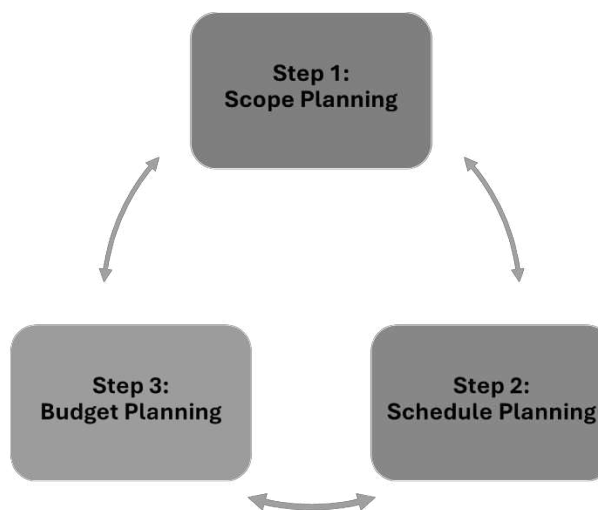 Step 1:
Scope Planning
Step 3:
Budget Planning
Step 2:
Schedule Planning